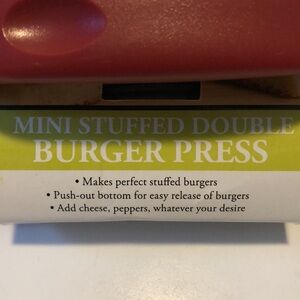 MINI STUFFED DOUBLE
BURGER PRESS
• Makes perfect stuffed burgers
• Push-out bottom for easy release of burgers
• Add cheese, peppers, whatever your desire